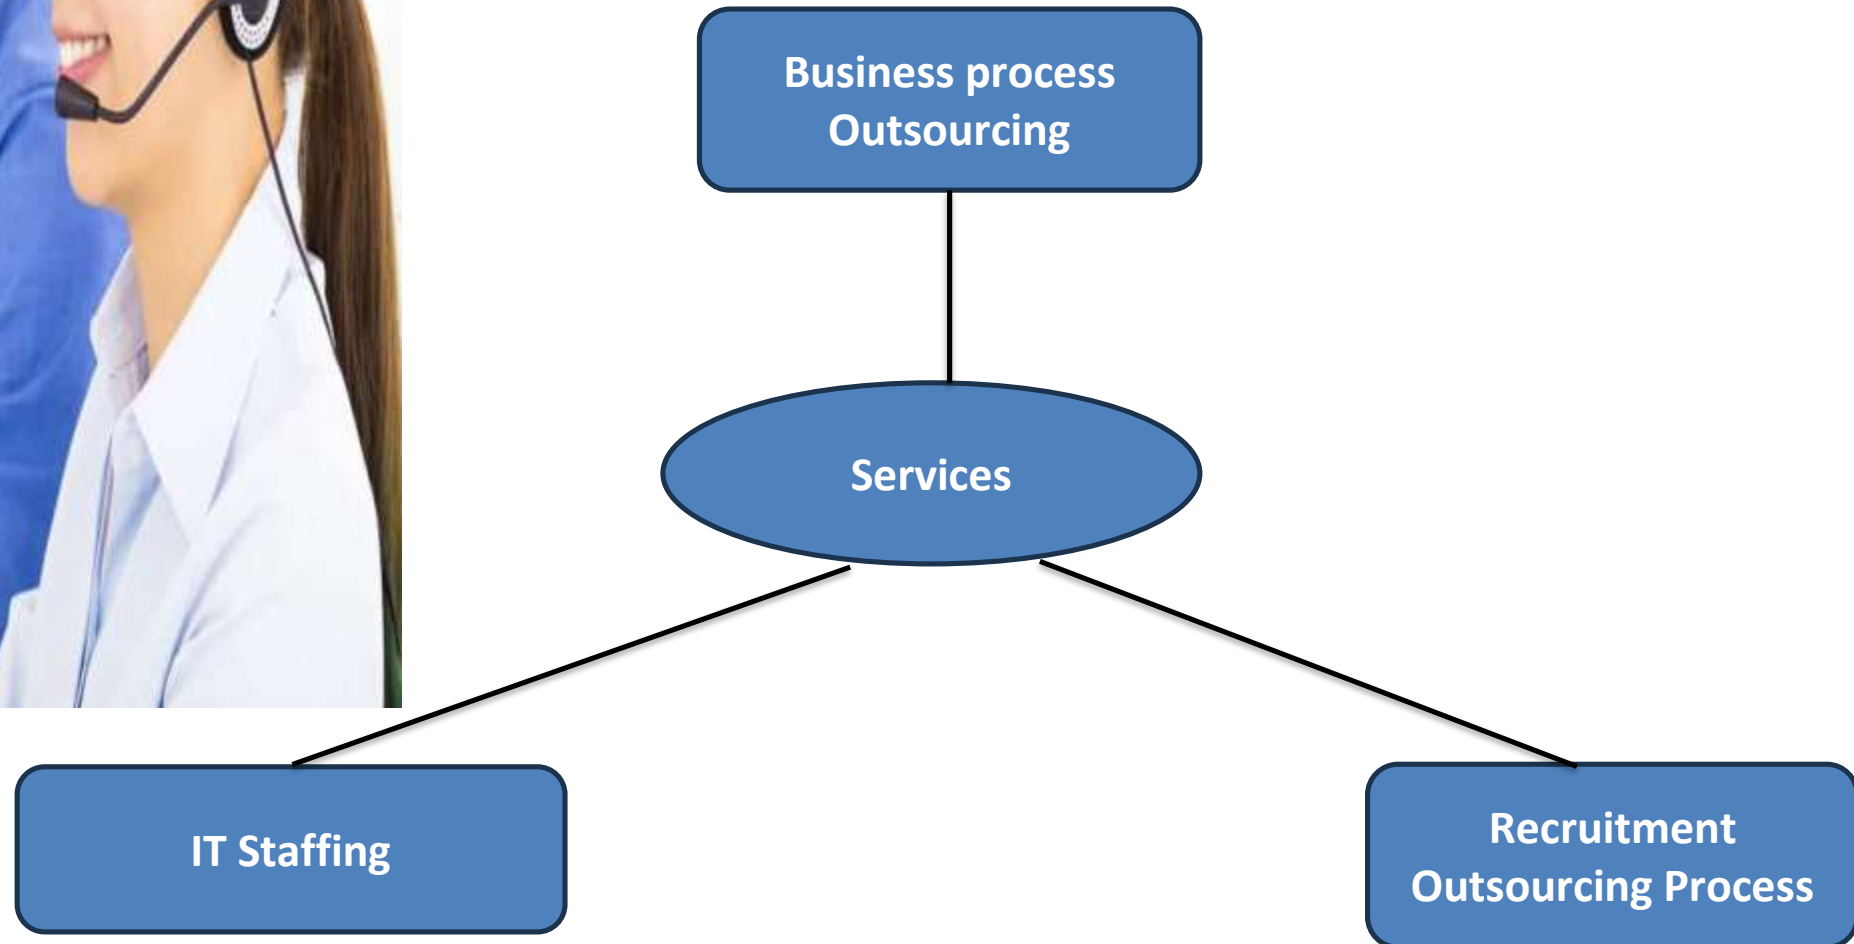 Business process
Outsourcing
Services
IT Staffing
Recruitment
Outsourcing Process